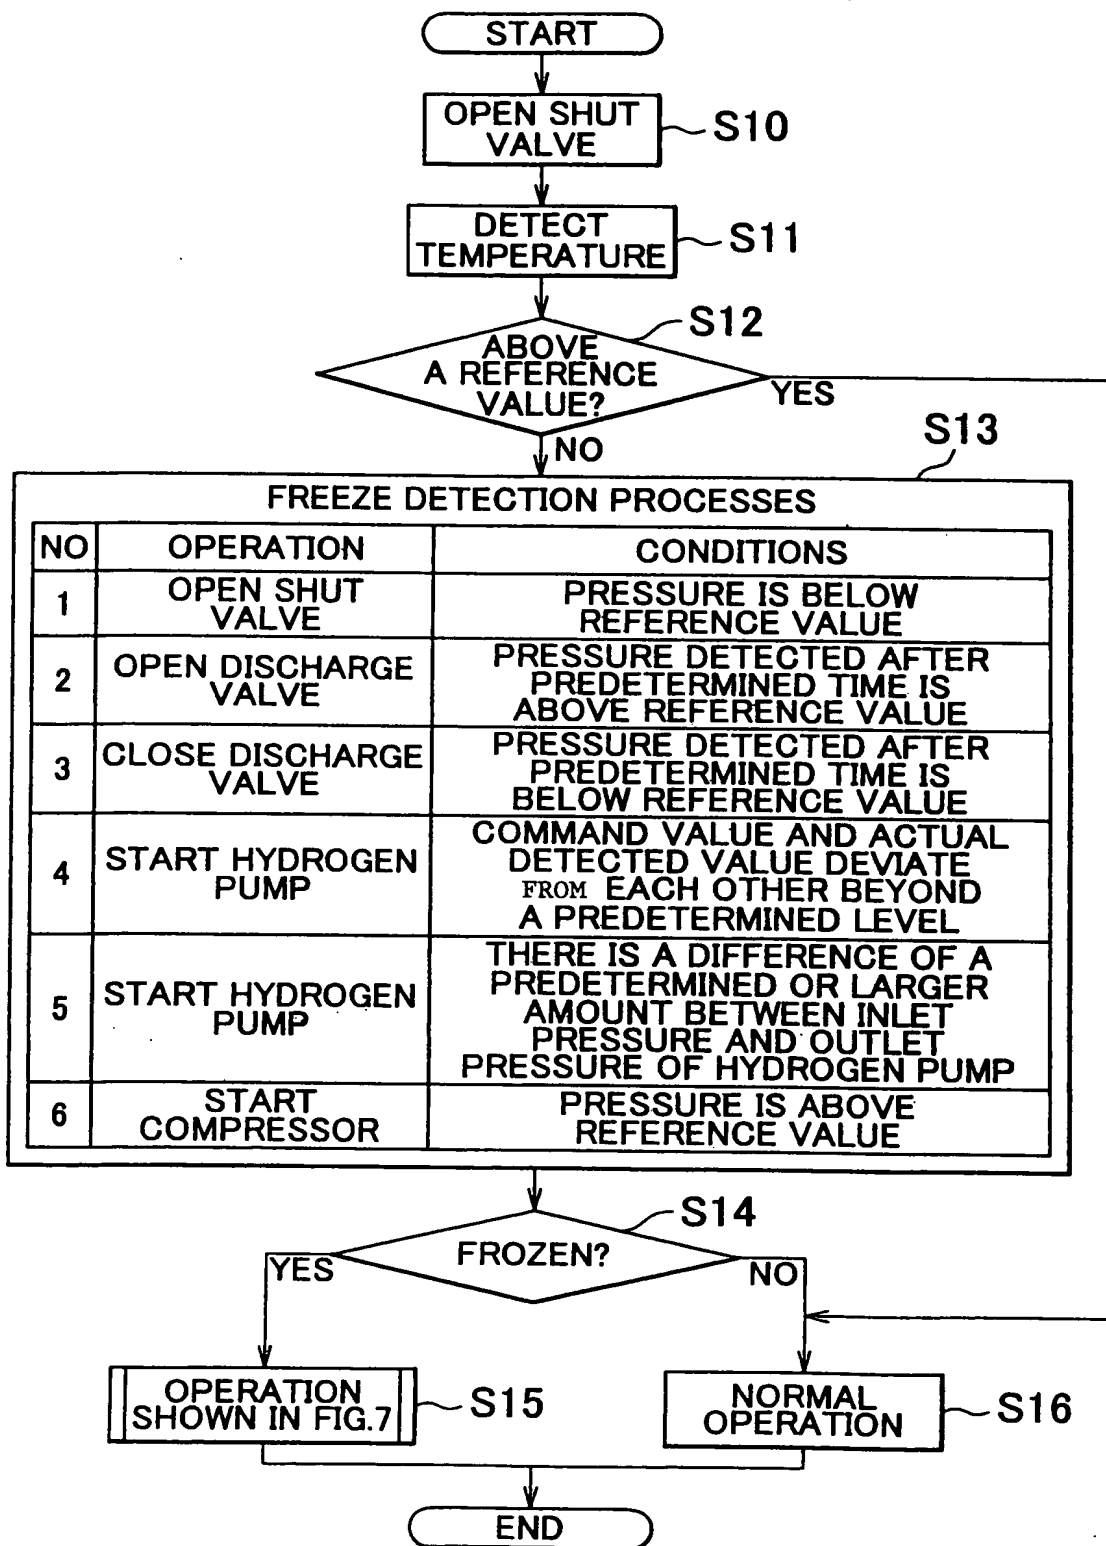 START
OPEN SHUT
VALVE
S10
DETECT
TEMPERATURE
S11
S12
ABOVE
A REFERENCE
VALUE?
YES
NO
S13
FREEZE DETECTION PROCESSES
NO OPERATION CONDITIONS
1
OPEN SHUT
VALVE
PRESSURE IS BELOW
REFERENCE VALUE
2
OPEN DISCHARGE
VALVE
PRESSURE DETECTED AFTER
PREDETERMINED TIME IS
ABOVE REFERENCE VALUE
3
CLOSE DISCHARGE
VALVE
PRESSURE DETECTED AFTER
PREDETERMINED TIME IS
BELOW REFERENCE VALUE
4
START HYDROGEN
PUMP
COMMAND VALUE AND ACTUAL
DETECTED VALUE DEVIATE
FROM EACH OTHER BEYOND
A PREDETERMINED LEVEL
5
START HYDROGEN
PUMP
THERE IS A DIFFERENCE OF A
PREDETERMINED OR LARGER
AMOUNT BETWEEN INLET
PRESSURE AND OUTLET
PRESSURE OF HYDROGEN PUMP
6
START
COMPRESSOR
PRESSURE IS ABOVE
REFERENCE VALUE
S14
FROZEN?
YES
NO
OPERATION
SHOWN IN FIG.7
S15
NORMAL
OPERATION
S16
END